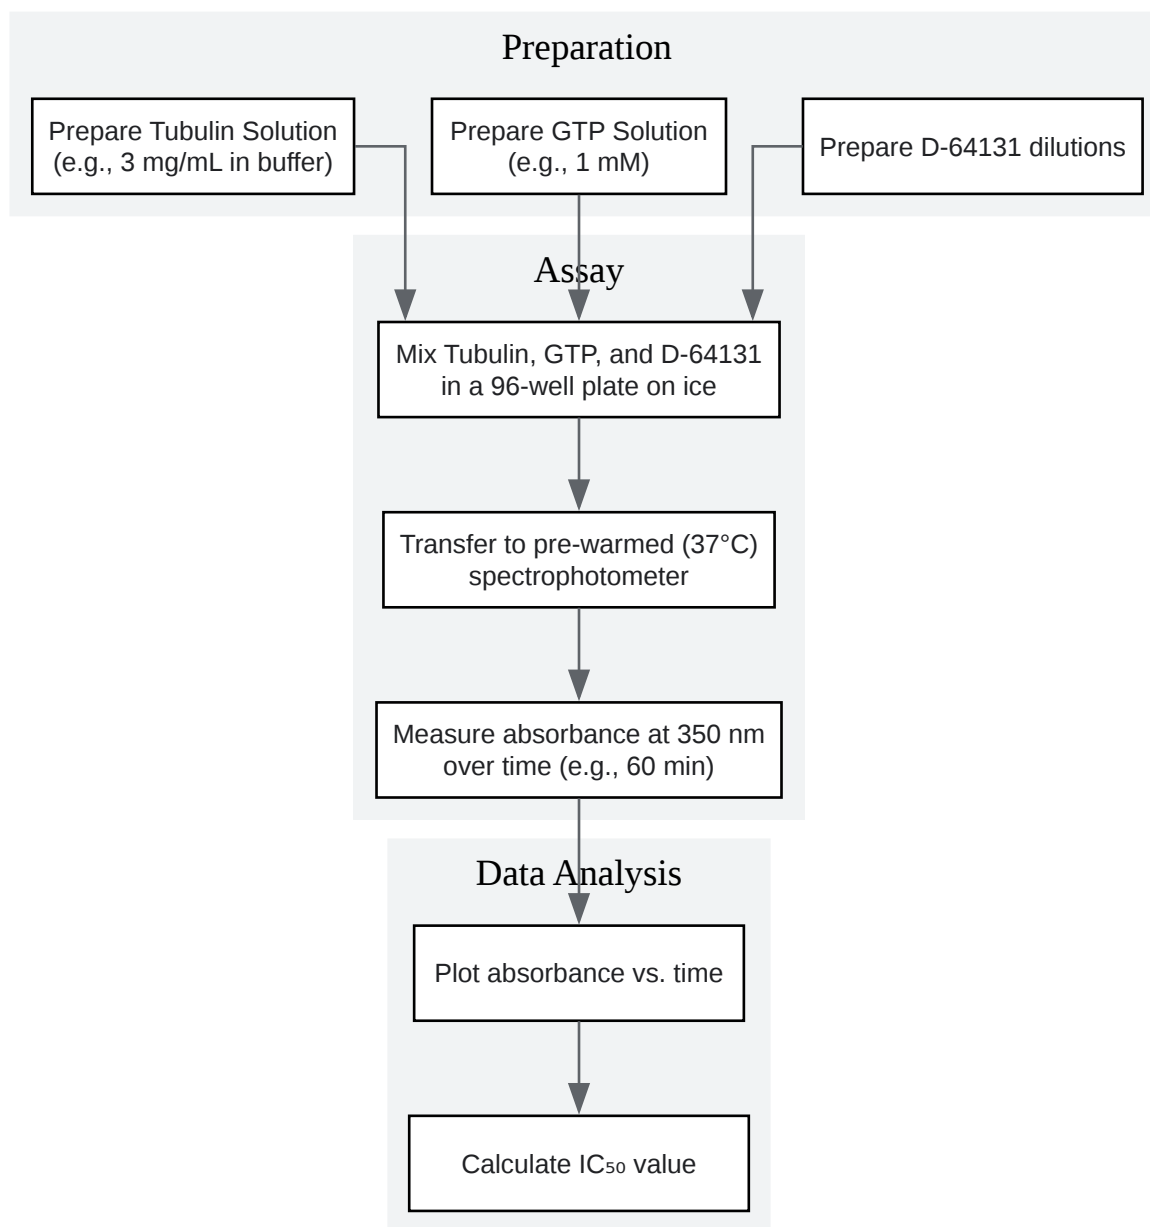 Preparation
Prepare Tubulin Solution
(e.g., 3 mg/mL in buffer)
Prepare GTP Solution
(e.g., 1 mM)
Prepare D-64131 dilutions
Assay
Mix Tubulin, GTP, and D-64131
in a 96-well plate on ice
Transfer to pre-warmed (37°C)
spectrophotometer
Measure absorbance at 350 nm
over time (e.g., 60 min)
Data Analysis
Plot absorbance vs. time
Calculate IC₅₀ value